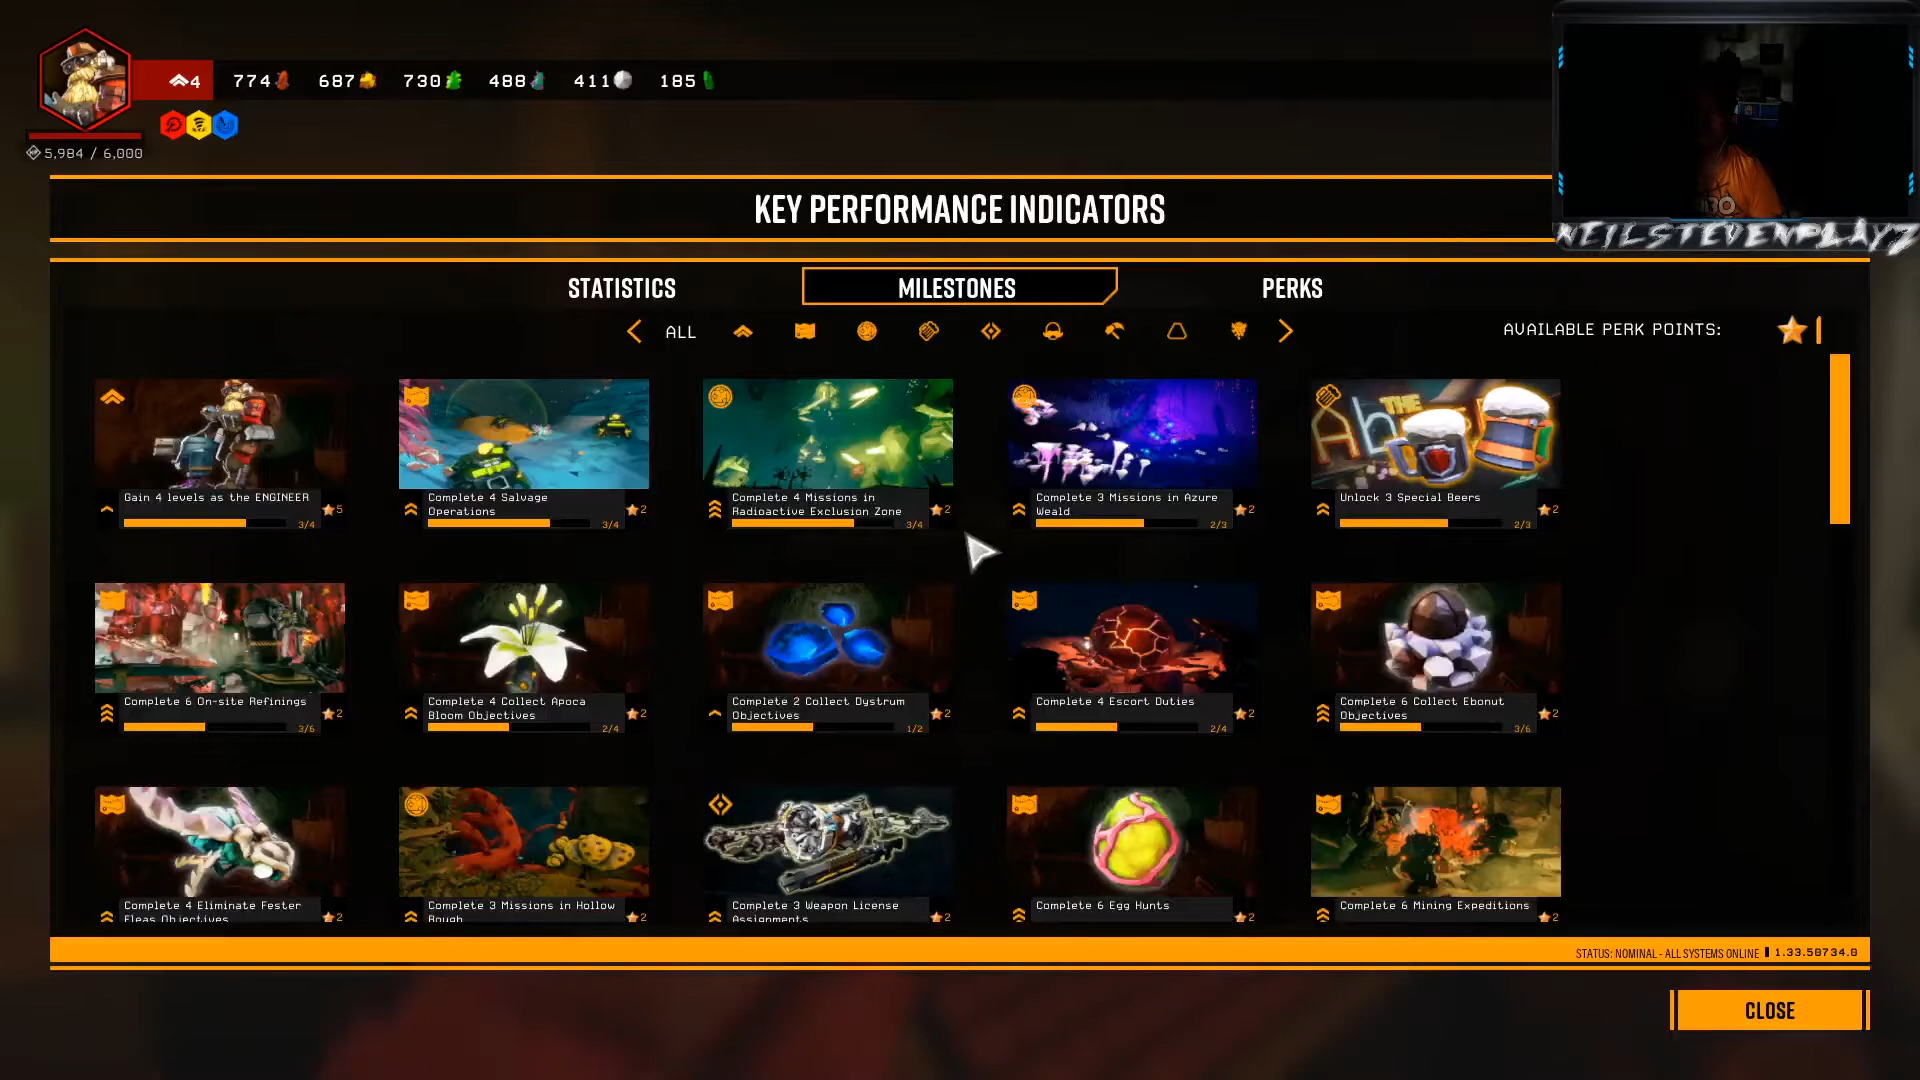 4 774 687 730 488 411 185
5,984 / 6,000
NEILSTEVENPLAYZ
KEY PERFORMANCE INDICATORS
STATISTICS MILESTONES PERKS
ALL
AVAILABLE PERK POINTS: 1
Gain 4 levels as the ENGINEER
3/4
5
Complete 4 Salvage
Operations
3/4
2
Complete 4 Missions in
Radioactive Exclusion Zone
3/4
2
Complete 3 Missions in Azure
Weald
2/3
2
Ab THE
Unlock 3 Special Beers
2/3
2
Complete 6 On-site Refinings
3/6
2
Complete 4 Collect Apoca
Bloom Objectives
2/4
2
Complete 2 Collect Dystrum
Objectives
1/2
2
Complete 4 Escort Duties
2/4
2
Complete 6 Collect Ebonut
Objectives
3/6
2
Complete 4 Eliminate Fester
Fleas Objectives
2
Complete 3 Missions in Hollow
Bough
2
Complete 3 Weapon License
Assignments
2
Complete 6 Egg Hunts
2
Complete 6 Mining Expeditions
2
STATUS: NOMINAL - ALL SYSTEMS ONLINE 1.33.50734.0
CLOSE